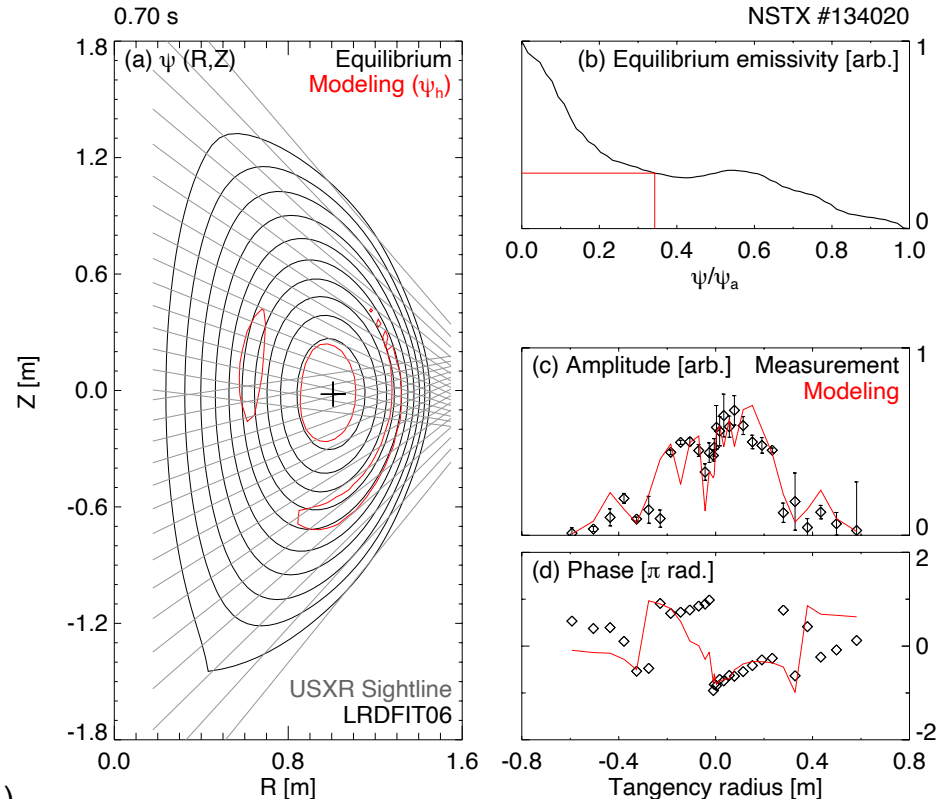 0.70 s
NSTX #134020
(a) ψ (R,Z)
Equilibrium
Modeling (ψh)
1.8
1.2
0.6
0.0
-0.6
-1.2
-1.8
Z [m]
USXR Sightline
LRDFIT06
0.0
0.8
1.6
R [m]
(b) Equilibrium emissivity [arb.]
1
0
0.0
0.2
0.4
0.6
0.8
1.0
ψ/ψa
(c) Amplitude [arb.]
Measurement
Modeling
1
0
(d) Phase [π rad.]
2
0
-2
-0.8
-0.4
0.0
0.4
0.8
Tangency radius [m]
)